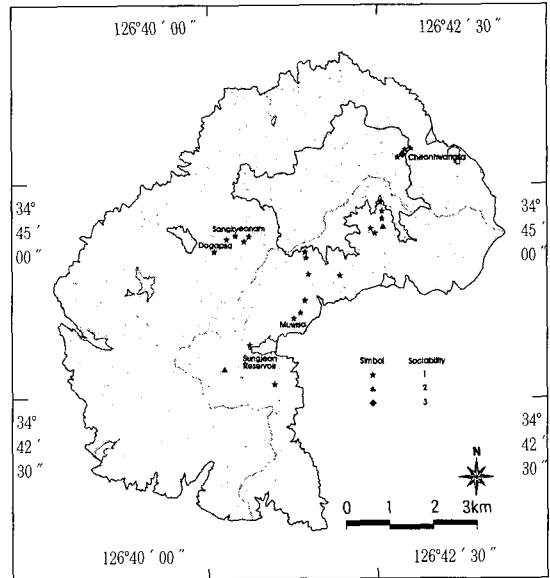 126° 40 ′ 00 ″
126° 42 ′ 30 ″
Cheonhwangsa
34°
45 ′
00 ″
34°
45 ′
00 ″
Sangkyeonam
Dogapsa
Muwisa
Sungjeon
Reservoir
Simbol Sociability
1
2
3
34°
42 ′
30 ″
34°
42 ′
30 ″
N
0 1 2 3km
126° 40 ′ 00 ″
126° 42 ′ 30 ″